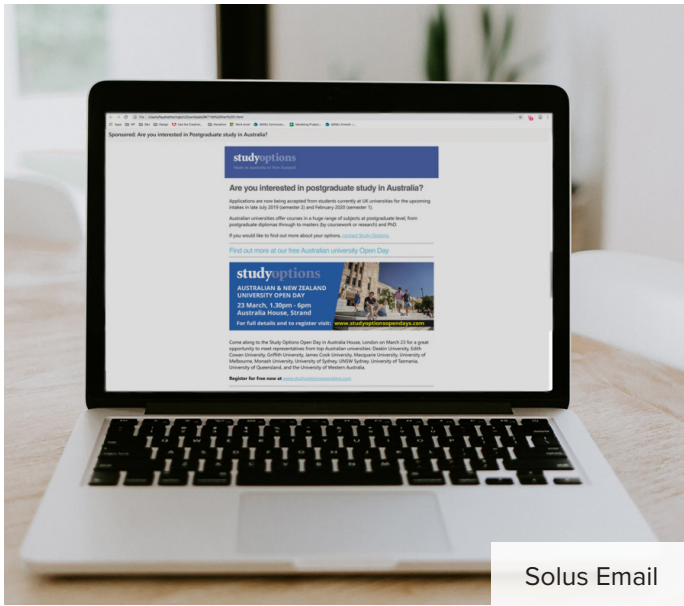 Sponsored: Are you interested in Postgraduate study in Australia?
studyoptions
Are you interested in postgraduate study in Australia?
Applications are now being accepted from students currently at UK universities for the upcoming
intakes in late July 2019 (semester 2) and February 2020 (semester 1).
Australian universities offer courses in a huge range of subjects at postgraduate level, from
postgraduate diplomas through to masters (by coursework or research) and PhD.
If you would like to find out more about your options, contact Study Options.
Find out more at our free Australian university Open Day
studyoptions
AUSTRALIAN & NEW ZEALAND
UNIVERSITY OPEN DAY
23 March, 1.30pm - 6pm
Australia House, Strand
For full details and to register visit: www.studyoptionsopendays.com
Come along to the Study Options Open Day in Australia House, London on March 23 for a great
opportunity to meet representatives from top Australian universities: Deakin University, Edith
Cowan University, Griffith University, James Cook University, Macquarie University, University of
Melbourne, Monash University, University of Sydney, UNSW Sydney, University of Tasmania,
University of Queensland, and the University of Western Australia.
Register for free now at www.studyoptionsopendays.com
Solus Email